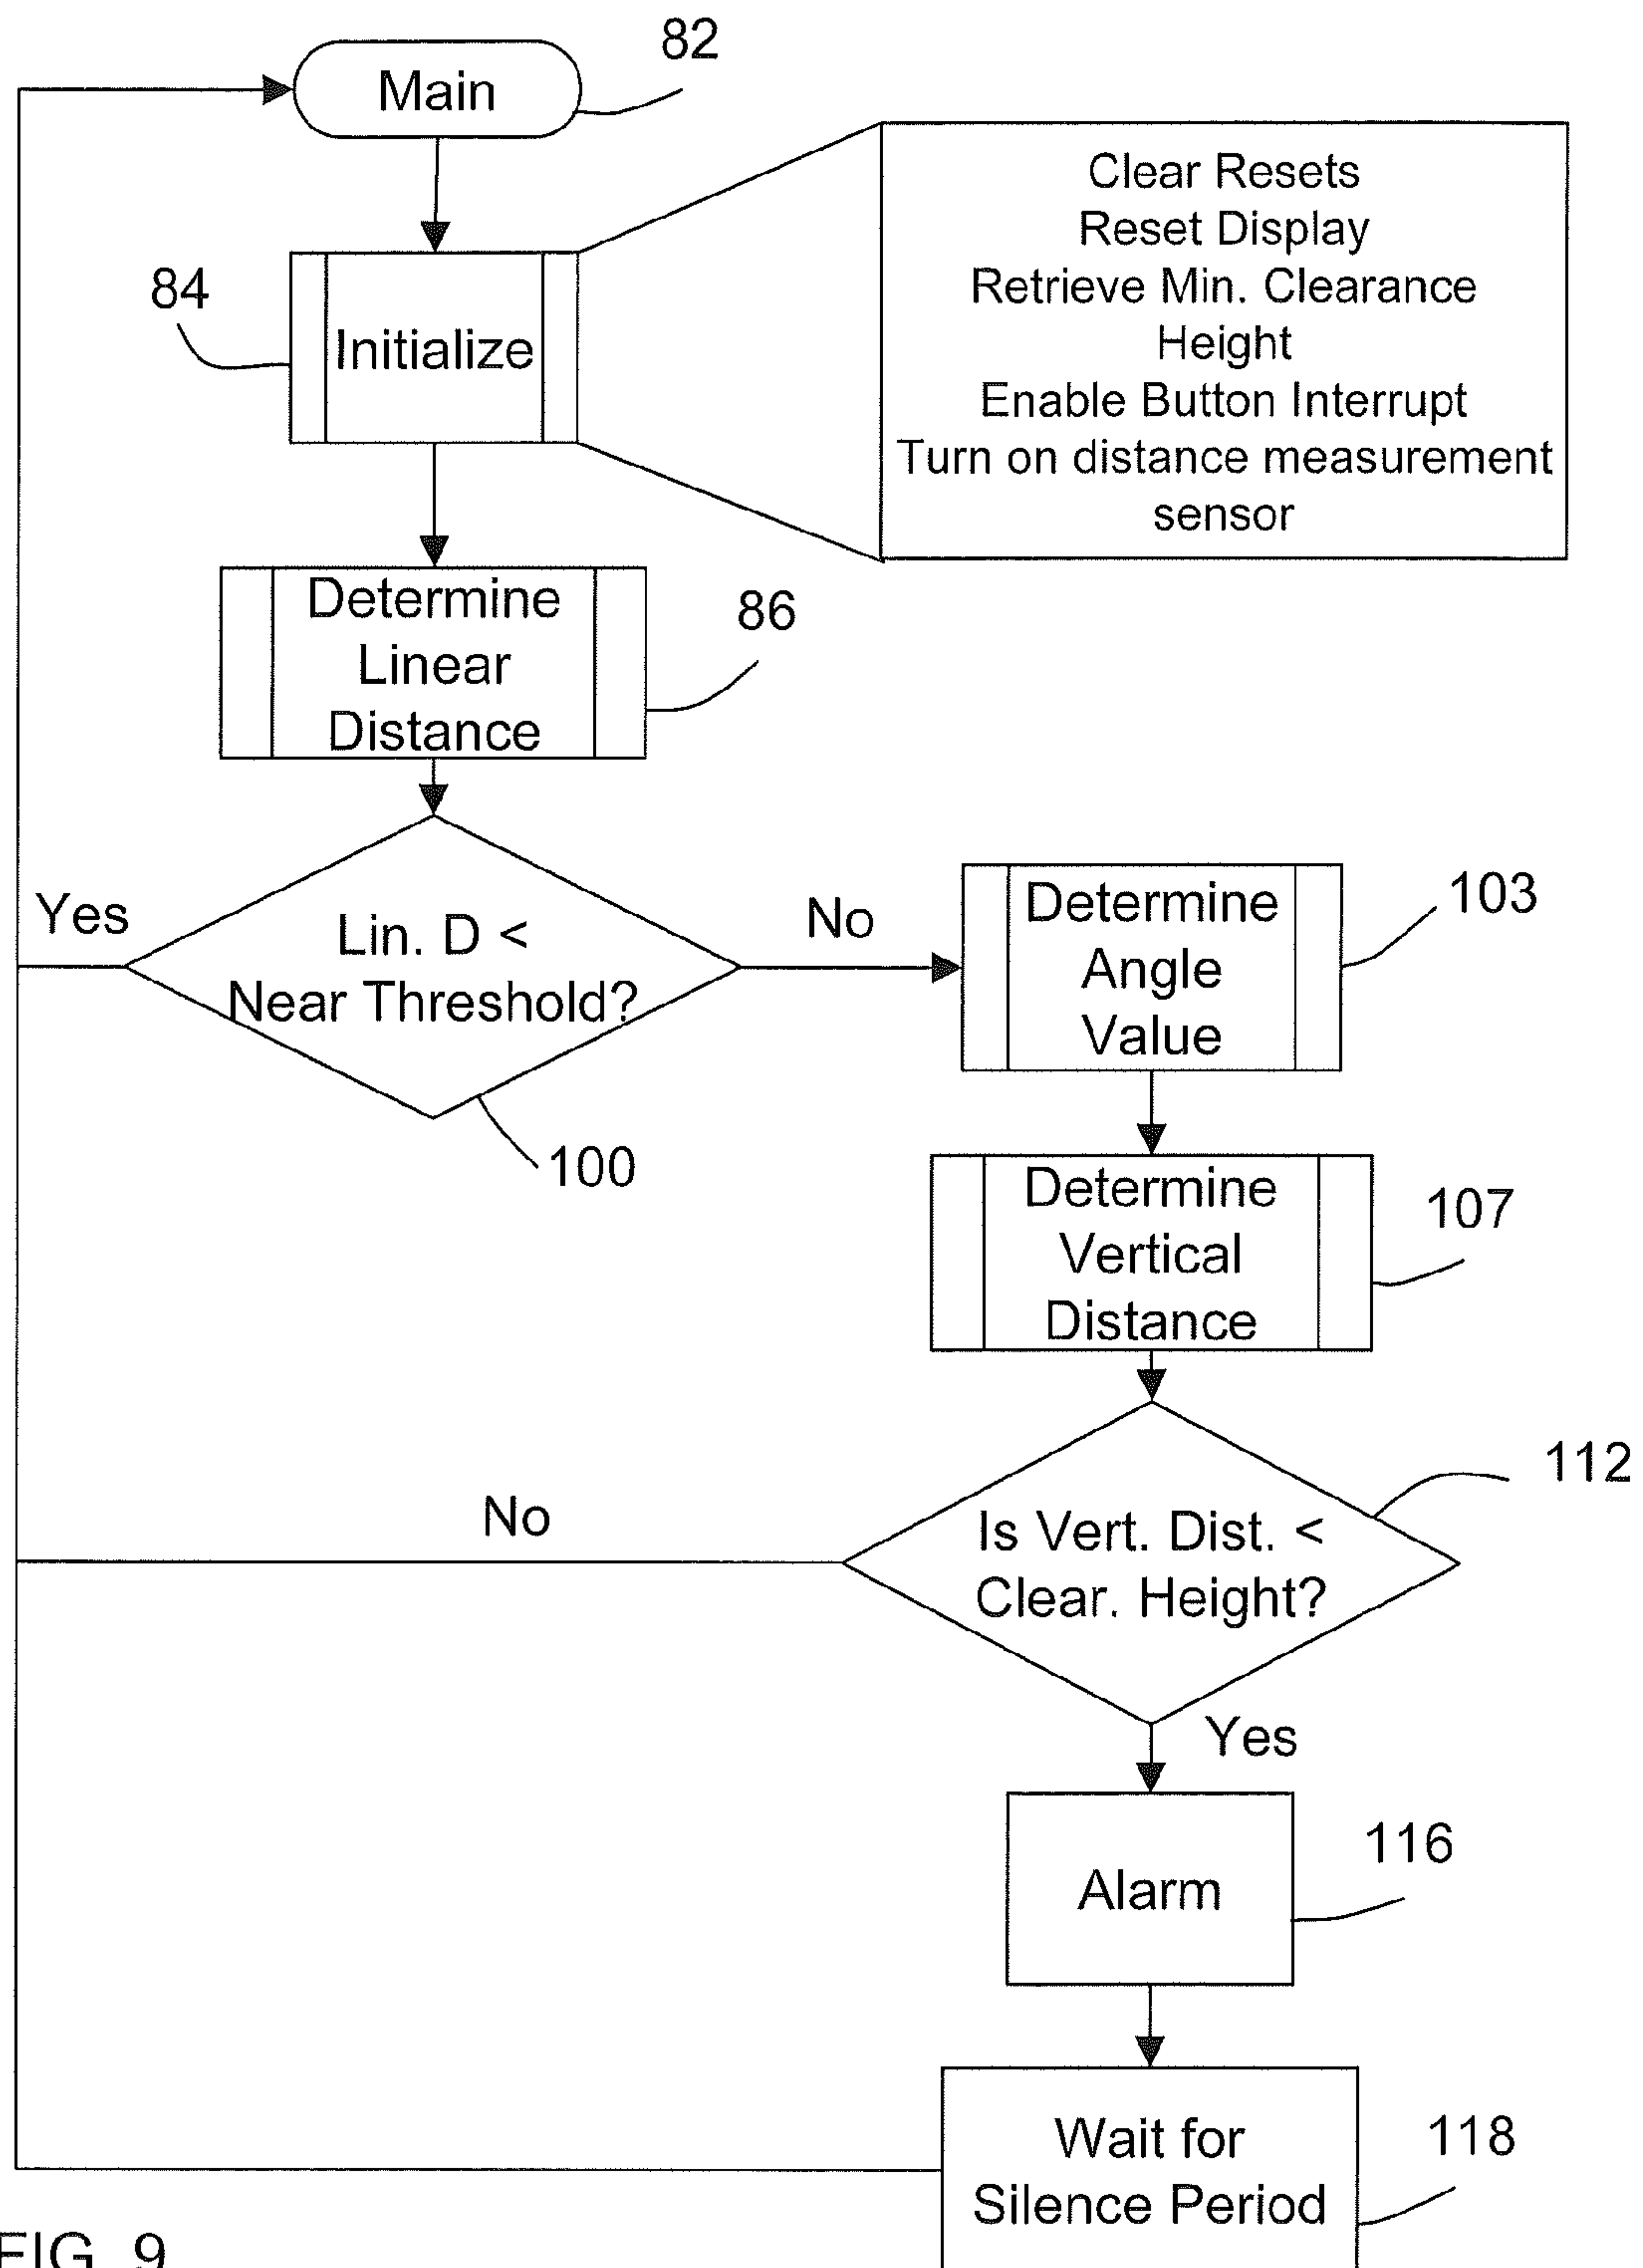 82
Main
Clear Resets
Reset Display
Retrieve Min. Clearance
Height
Enable Button Interrupt
Turn on distance measurement
sensor
84
Initialize
Determine
Linear
Distance
86
Yes
Lin. D <
Near Threshold?
No
100
Determine
Angle
Value
103
Determine
Vertical
Distance
107
112
No
Is Vert. Dist. <
Clear. Height?
Yes
Alarm
116
Wait for
Silence Period
118
FIG. 9